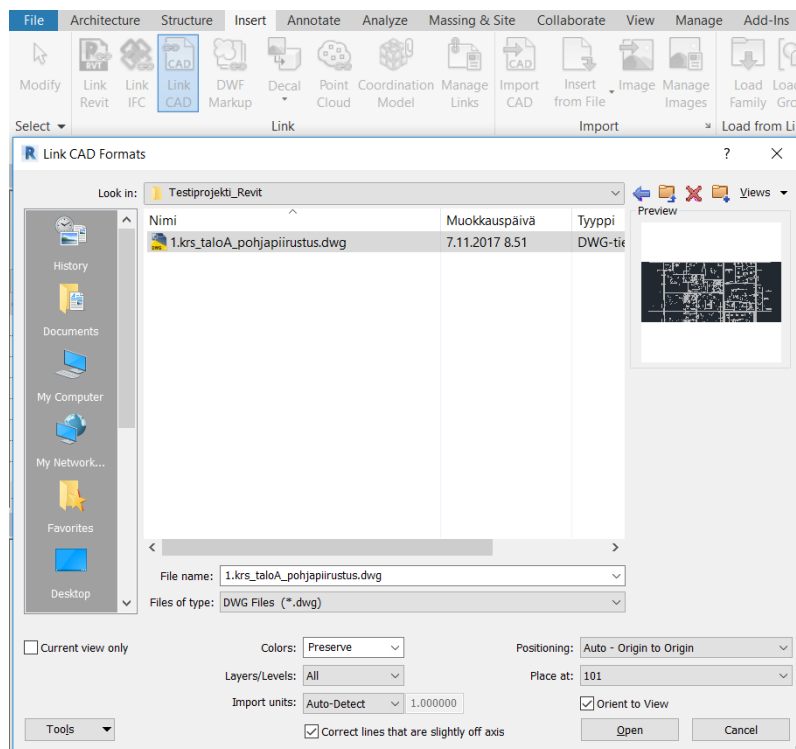 File Architecture Structure Insert Annotate Analyze Massing & Site Collaborate View Manage Add-Ins
Modify Link Revit Link IFC Link CAD DWF Markup Decal Point Cloud Coordination Model Manage Links Import CAD Insert from File Image Manage Images Load Family
Select Link Import Load from
Link CAD Formats ?
Look in: Testiprojekti_Revit Views
Nimi Muokkauspäivä Tyyppi Preview
1.krs_taloA_pohjapiirustus.dwg 7.11.2017 8.51
History
Documents
My Computer
My Network...
Favorites
Desktop
File name: 1.krs_taloA_pohjapiirustus.dwg
Files of type: DWG Files (*.dwg)
Current view only Colors: Preserve Positioning: Auto - Origin to Origin
Layers/Levels: All Place at: 101
Import units: Auto-Detect 1.000000 Orient to View
Tools Correct lines that are slightly off axis Open Cancel